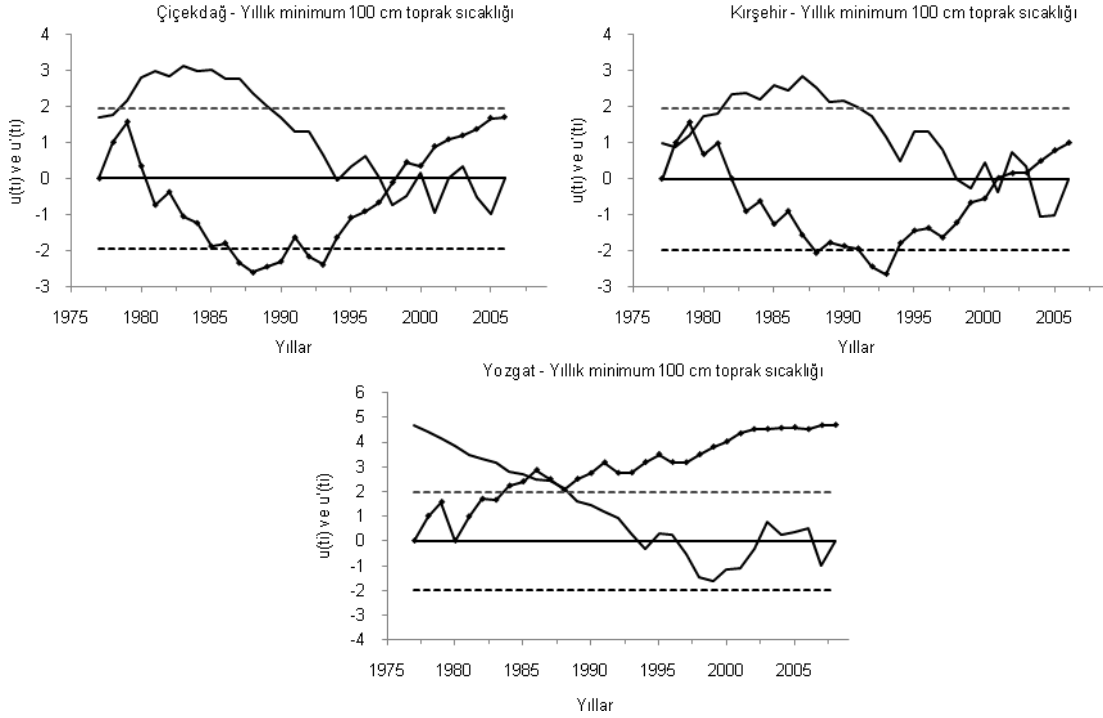 Çiçekdağ - Yıllık minimum 100 cm toprak sıcaklığı
4
3
2
1
0
-1
-2
-3
u(ti) ve u'(ti)
1975 1980 1985 1990 1995 2000 2005
Yıllar
Kırşehir - Yıllık minimum 100 cm toprak sıcaklığı
4
3
2
1
0
-1
-2
-3
u(ti) ve u'(ti)
1975 1980 1985 1990 1995 2000 2005
Yıllar
Yozgat - Yıllık minimum 100 cm toprak sıcaklığı
6
5
4
3
2
1
0
-1
-2
-3
-4
u(ti) ve u'(ti)
1975 1980 1985 1990 1995 2000 2005
Yıllar